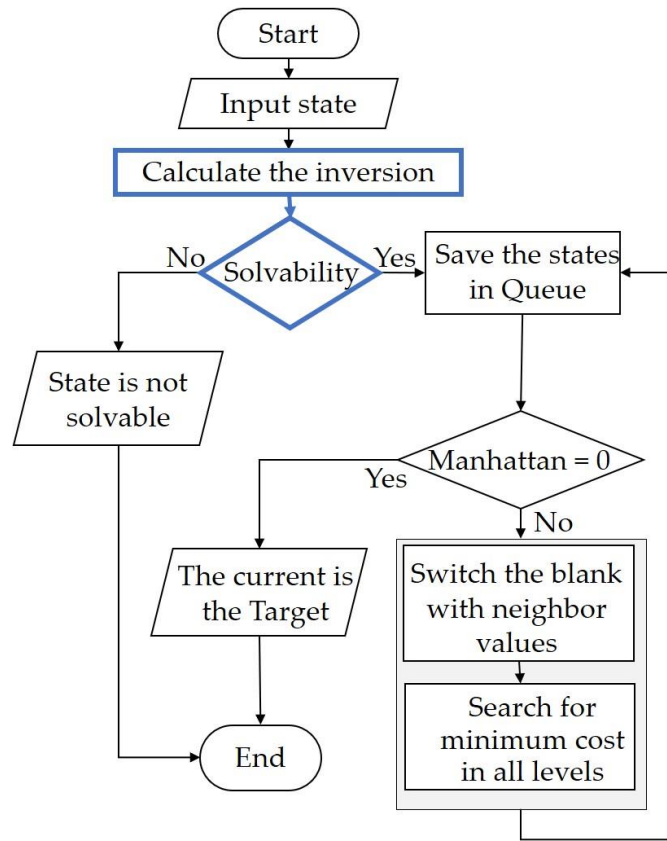 Start
Input state
Calculate the inversion
No
Solvability
Yes
Save the states
in Queue
State is not
solvable
Manhattan = 0
Yes
No
The current is
the Target
Switch the blank
with neighbor
values
Search for
minimum cost
in all levels
End